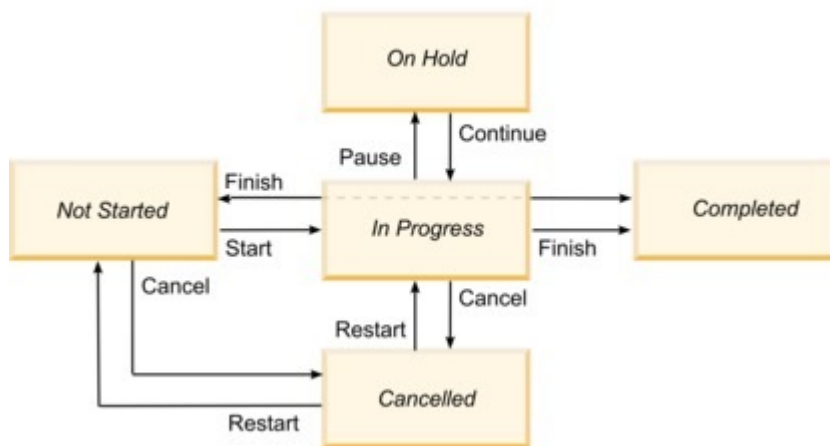 On Hold
Pause
Continue
Not Started
Finish
Start
In Progress
Finish
Completed
Cancel
Restart
Cancel
Restart
Cancelled